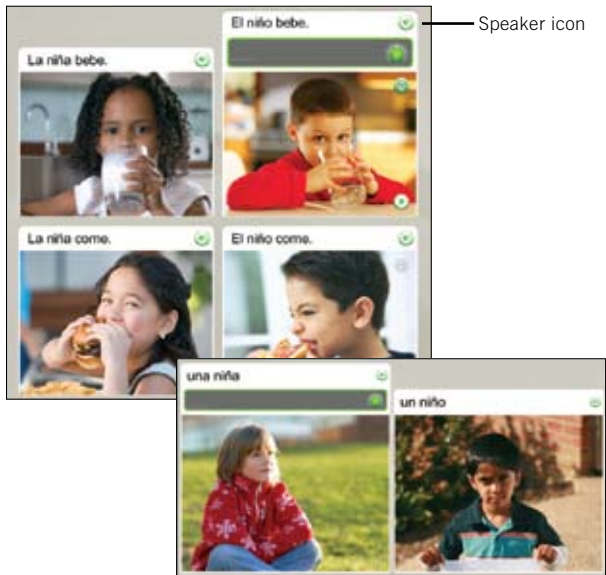 El niño bebe.
Speaker icon
La niña bebe.
La niña come.
El niño come.
una niña
un niño